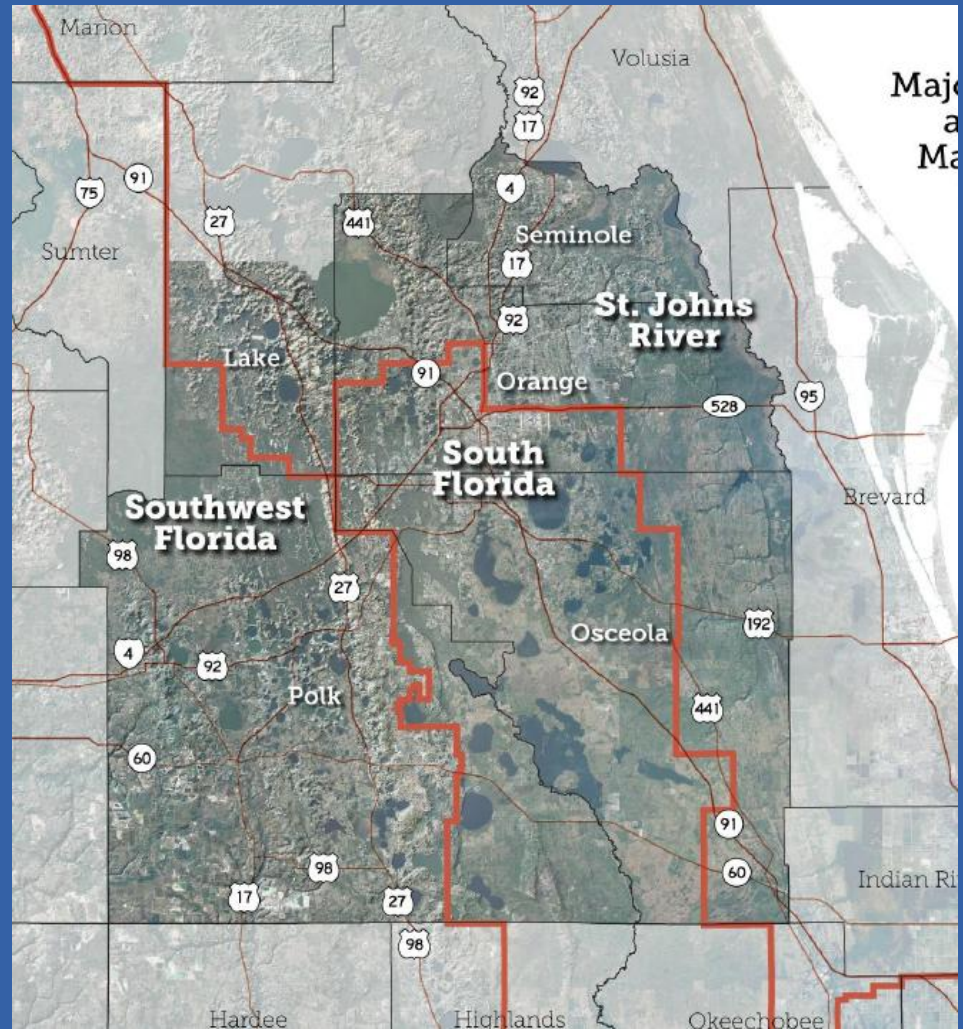 Marion
Volusia
Majo
a
Ma
92
17
91
75
4
27
441
Seminole
Sumter
17
St. Johns
River
92
Lake
91
Orange
95
528
South
Florida
Brevard
Southwest
Florida
98
27
192
Osceola
4
92
Polk
441
60
91
98
60
Indian Ri
17
27
98
Hardee
Highlands
Okeechobee